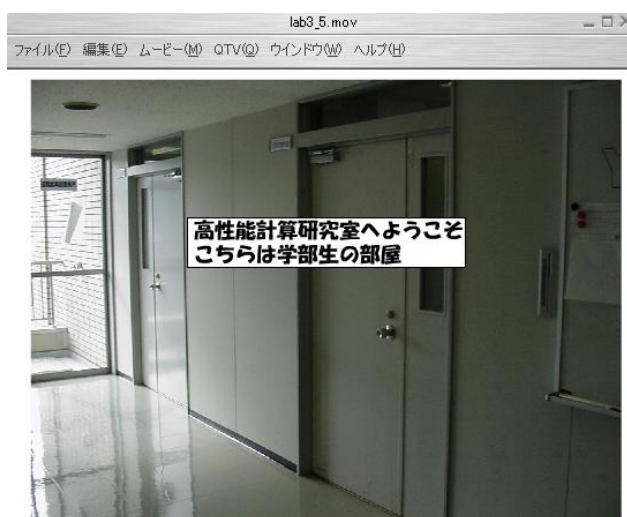 lab3_5.mov
ファイル(F) 編集(E) ムービー(M) QTV(Q) ウインドウ(W) ヘルプ(H)
高性能計算研究室へようこそ
こちらは学部生の部屋